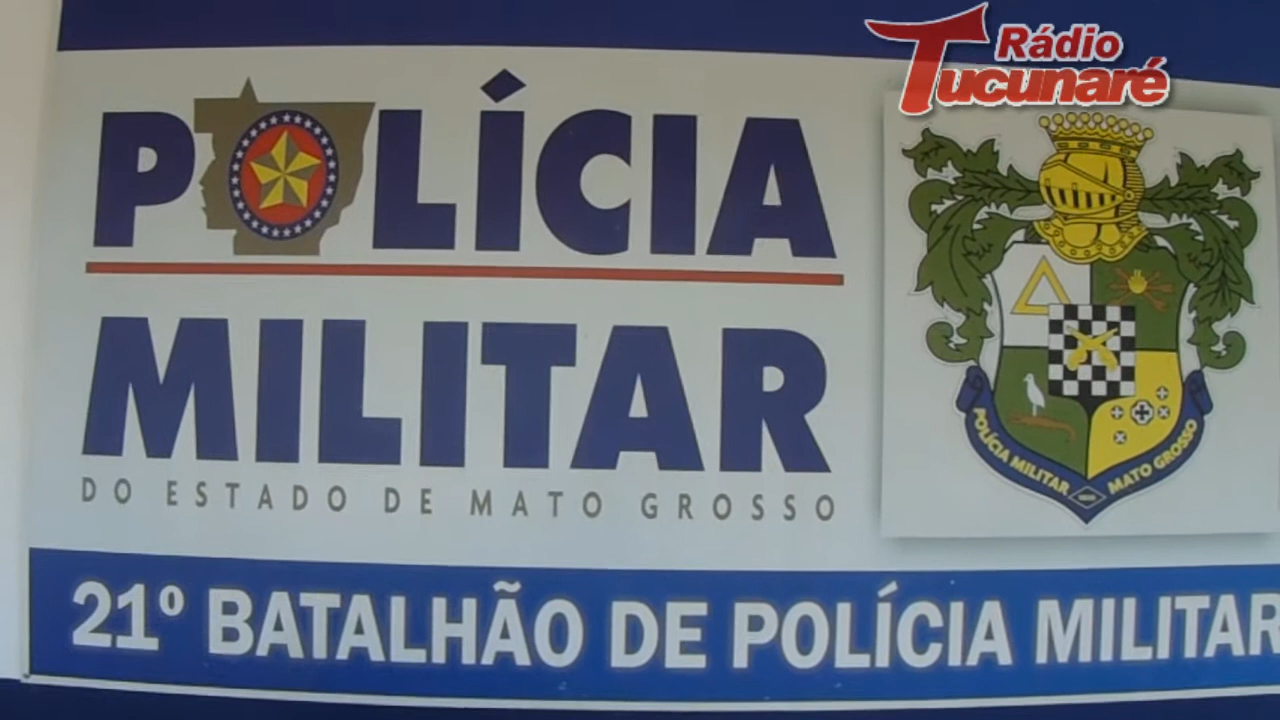 Rádio
Tucunaré
POLÍCIA
MILITAR
DO ESTADO DE MATO GROSSO
POLÍCIA MILITAR MATO GROSSO
21º BATALHÃO DE POLÍCIA MILITAR